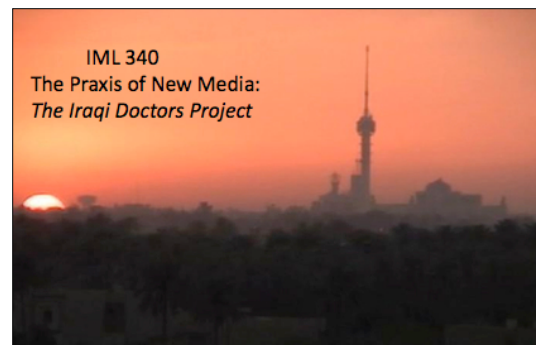 IML 340
The Praxis of New Media:
The Iraqi Doctors Project